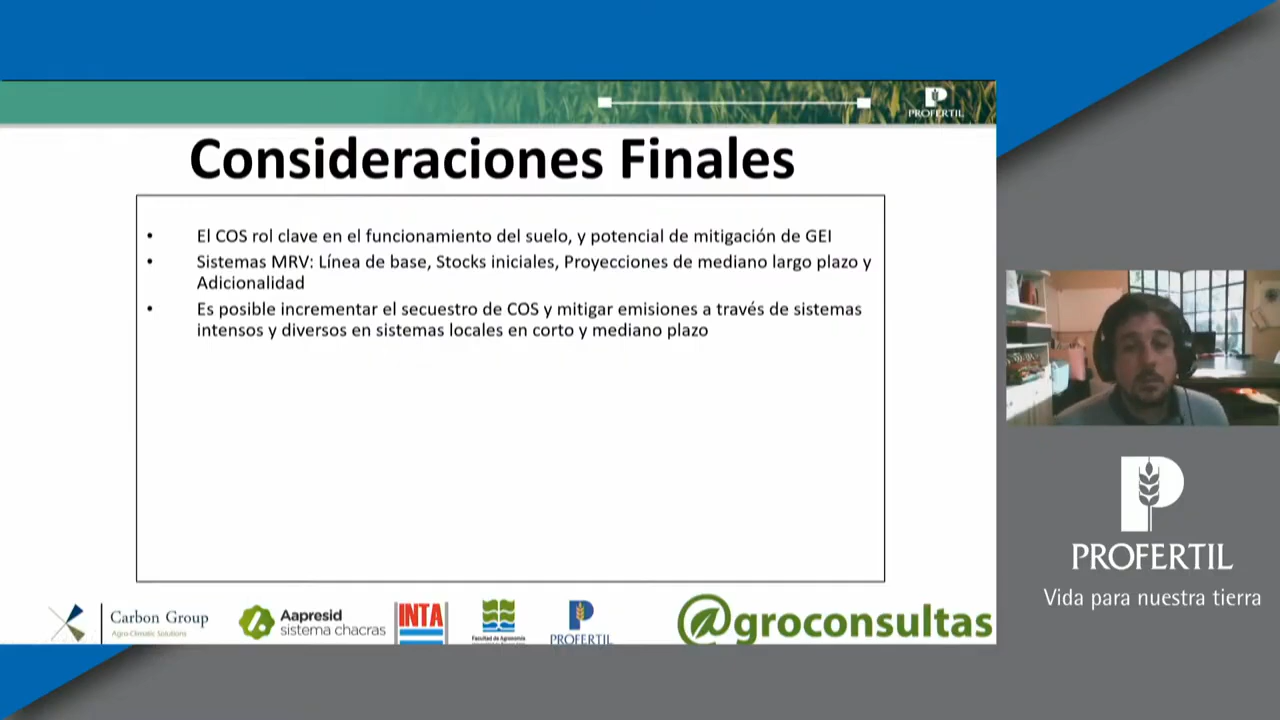 PROFERTIL
Consideraciones Finales
• El COS rol clave en el funcionamiento del suelo, y potencial de mitigación de GEI
• Sistemas MRV: Línea de base, Stocks iniciales, Proyecciones de mediano largo plazo y
Adicionalidad
• Es posible incrementar el secuestro de COS y mitigar emisiones a través de sistemas
intensos y diversos en sistemas locales en corto y mediano plazo
Carbon Group
Agro-Climatic Solutions
Aapresid
sistema chacras
INTA
Facultad de Agronomía
PROFERTIL
@groconsultas
PROFERTIL
Vida para nuestra tierra